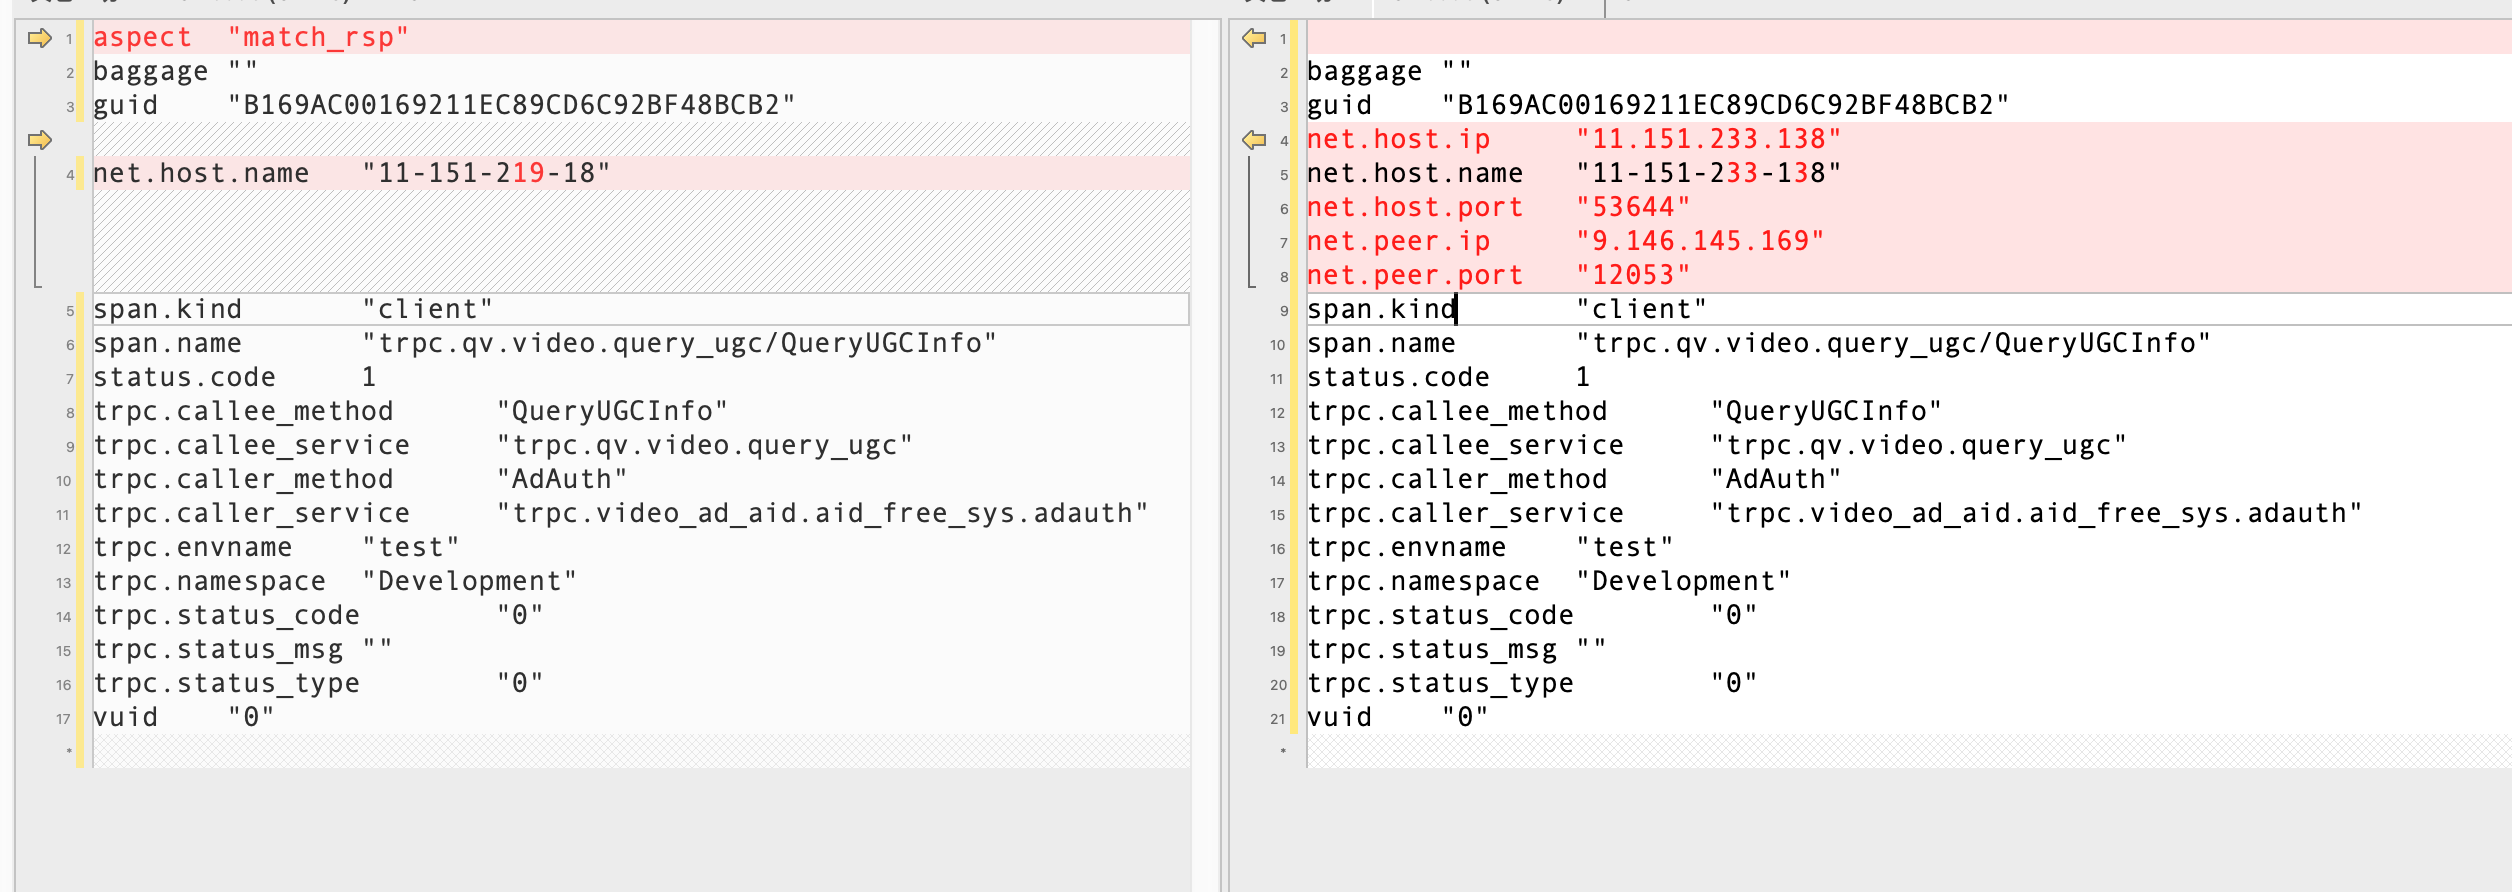 1 aspect "match_rsp"
2 baggage ""
3 guid "B169AC00169211EC89CD6C92BF48BCB2"
4 net.host.name "11-151-219-18"
5 span.kind "client"
6 span.name "trpc.qv.video.query_ugc/QueryUGCInfo"
7 status.code 1
8 trpc.callee_method "QueryUGCInfo"
9 trpc.callee_service "trpc.qv.video.query_ugc"
10 trpc.caller_method "AdAuth"
11 trpc.caller_service "trpc.video_ad_aid.aid_free_sys.adauth"
12 trpc.envname "test"
13 trpc.namespace "Development"
14 trpc.status_code "0"
15 trpc.status_msg ""
16 trpc.status_type "0"
17 vuid "0"
*
1
2 baggage ""
3 guid "B169AC00169211EC89CD6C92BF48BCB2"
4 net.host.ip "11.151.233.138"
5 net.host.name "11-151-233-138"
6 net.host.port "53644"
7 net.peer.ip "9.146.145.169"
8 net.peer.port "12053"
9 span.kind "client"
10 span.name "trpc.qv.video.query_ugc/QueryUGCInfo"
11 status.code 1
12 trpc.callee_method "QueryUGCInfo"
13 trpc.callee_service "trpc.qv.video.query_ugc"
14 trpc.caller_method "AdAuth"
15 trpc.caller_service "trpc.video_ad_aid.aid_free_sys.adauth"
16 trpc.envname "test"
17 trpc.namespace "Development"
18 trpc.status_code "0"
19 trpc.status_msg ""
20 trpc.status_type "0"
21 vuid "0"
*